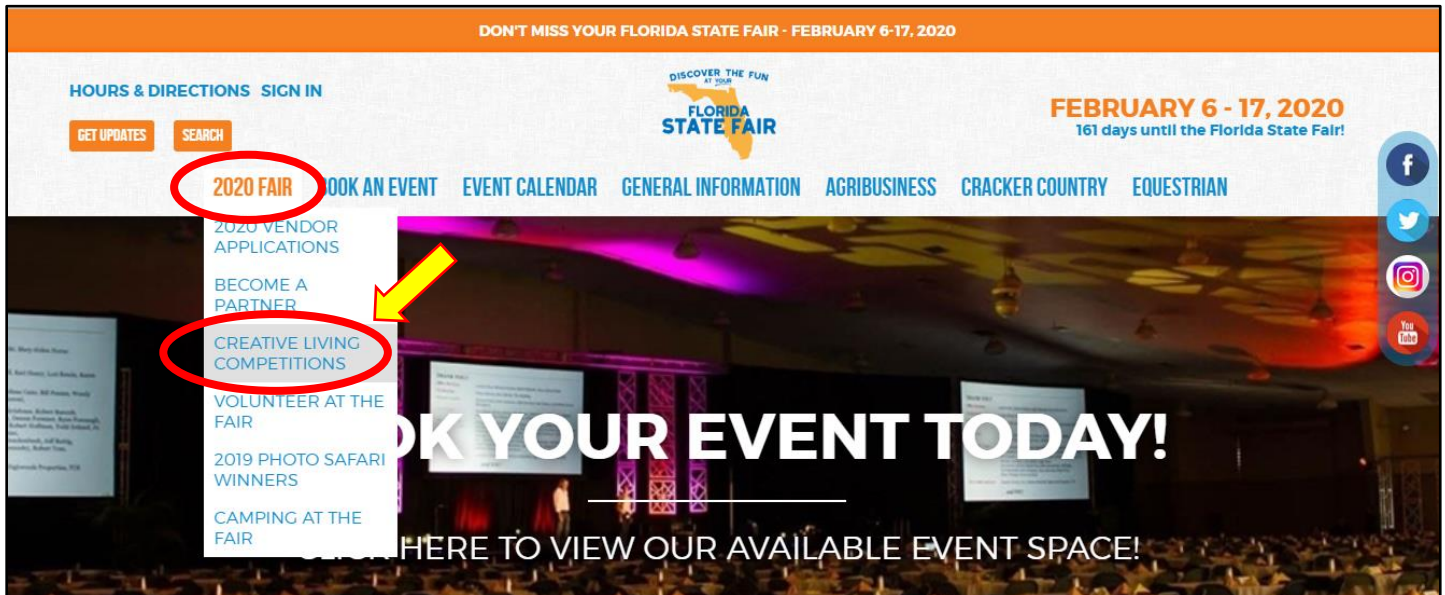 DON'T MISS YOUR FLORIDA STATE FAIR - FEBRUARY 6-17, 2020
HOURS & DIRECTIONS SIGN IN
GET UPDATES SEARCH
DISCOVER THE FUN
AT YOUR
FLORIDA
STATE FAIR
FEBRUARY 6 - 17, 2020
161 days until the Florida State Fair!
2020 FAIR BOOK AN EVENT EVENT CALENDAR GENERAL INFORMATION AGRIBUSINESS CRACKER COUNTRY EQUESTRIAN
2020 VENDOR
APPLICATIONS
BECOME A
PARTNER
CREATIVE LIVING
COMPETITIONS
VOLUNTEER AT THE
FAIR
2019 PHOTO SAFARI
WINNERS
CAMPING AT THE
FAIR
OK YOUR EVENT TODAY!
CLICK HERE TO VIEW OUR AVAILABLE EVENT SPACE!
f
You
Tube